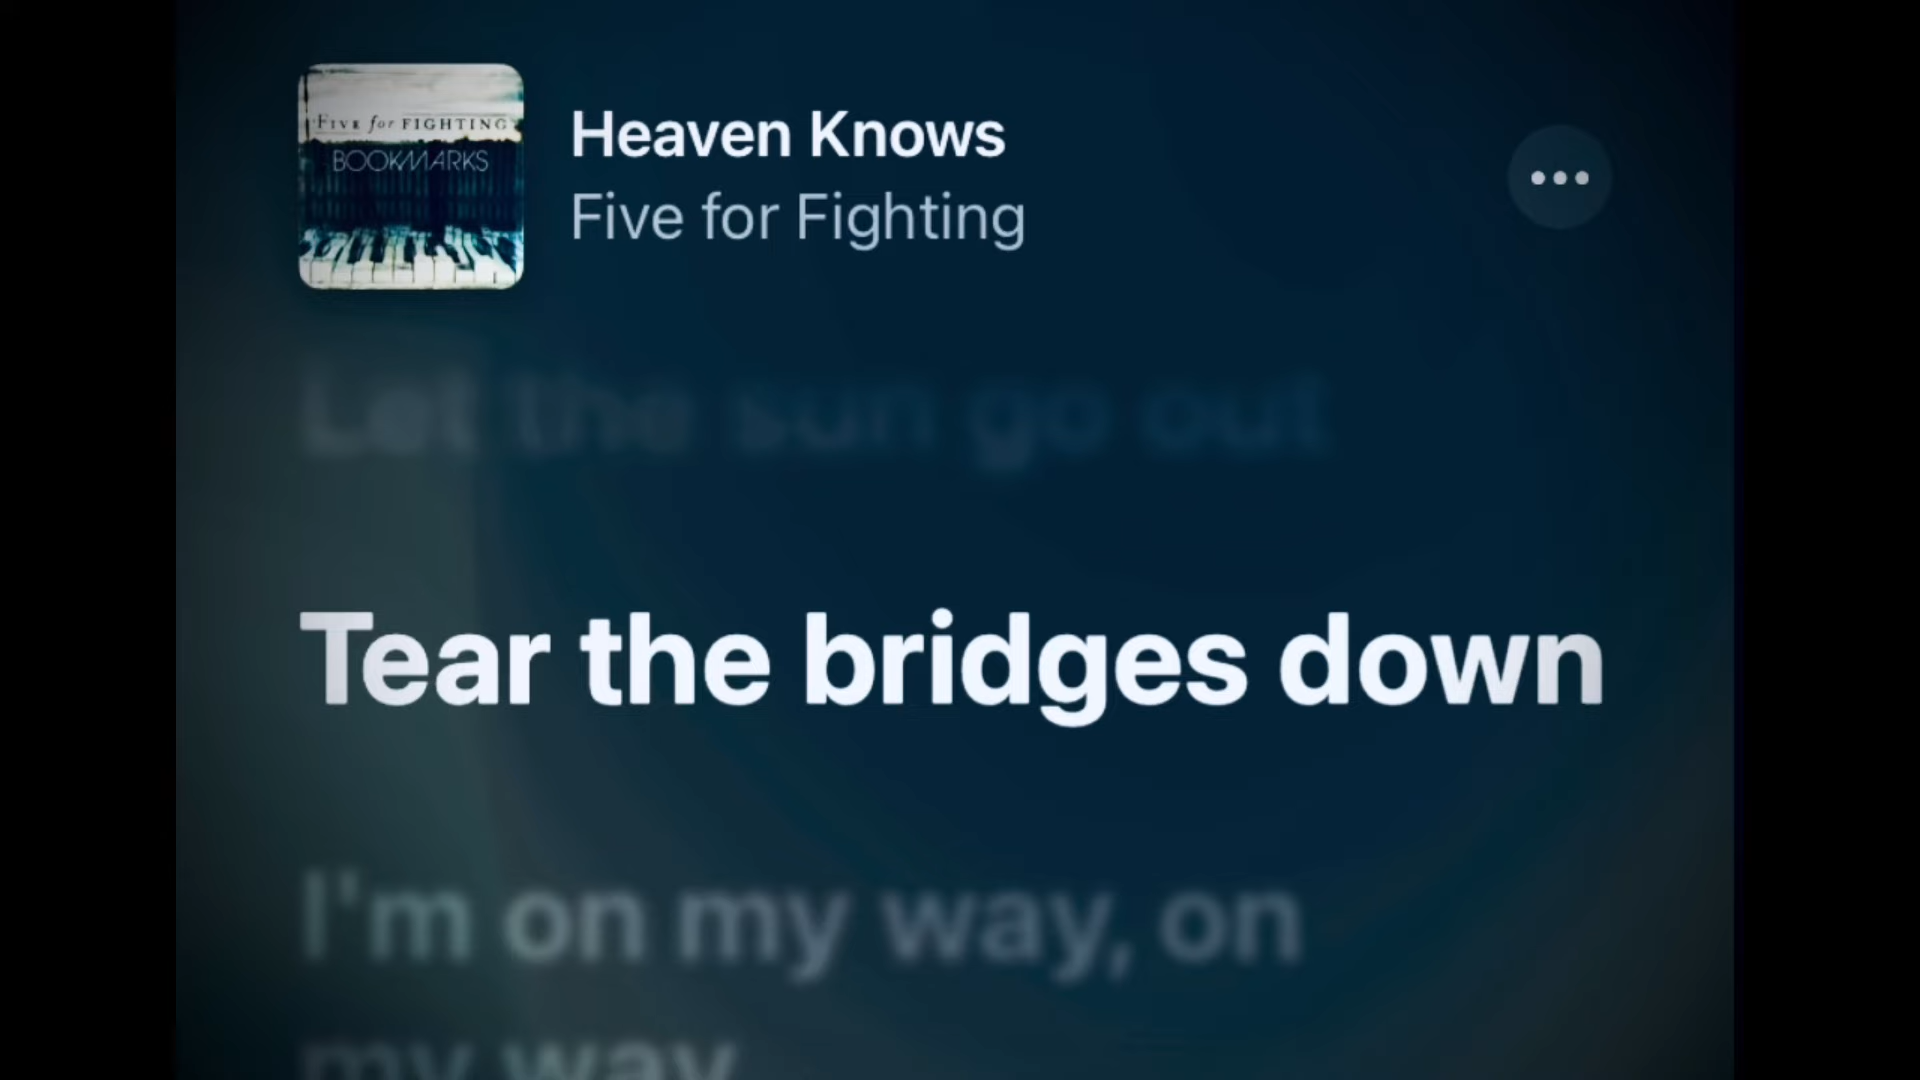 FIVE for FIGHTING
BOOKMARKS
Heaven Knows
Five for Fighting
Let the sun go out
Tear the bridges down
I'm on my way, on
my way